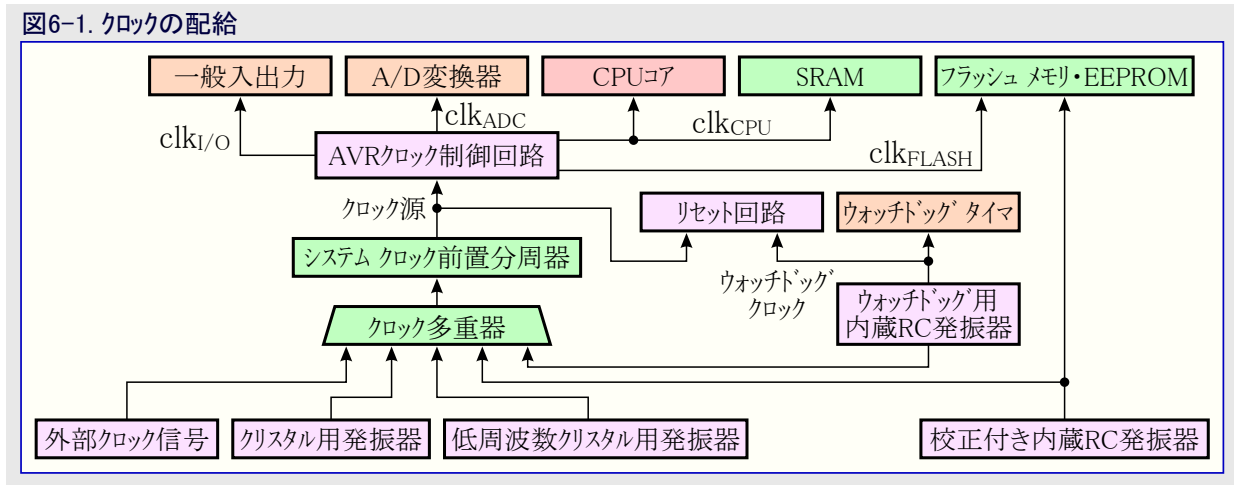 図6-1. クロックの配給
一般入出力
A/D変換器
CPUコア
SRAM
フラッシュ メモリ・EEPROM
clkI/O
clkADC
clkCPU
clkFLASH
AVRクロック制御回路
クロック源
リセット回路
ウォッチドッグ タイマ
システム クロック前置分周器
ウォッチドッグ
クロック
ウォッチドッグ用
内蔵RC発振器
クロック多重器
外部クロック信号
クリスタル用発振器
低周波数クリスタル用発振器
校正付き内蔵RC発振器